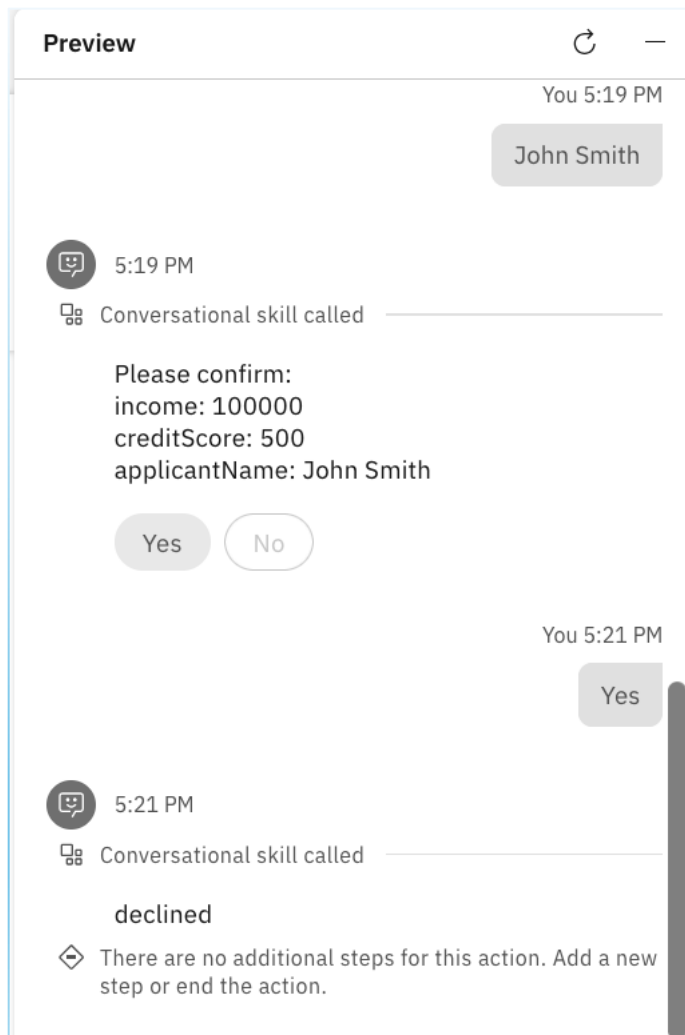 Preview
You 5:19 PM
John Smith
5:19 PM
Conversational skill called
Please confirm:
income: 100000
creditScore: 500
applicantName: John Smith
Yes
No
You 5:21 PM
Yes
5:21 PM
Conversational skill called
declined
There are no additional steps for this action. Add a new
step or end the action.